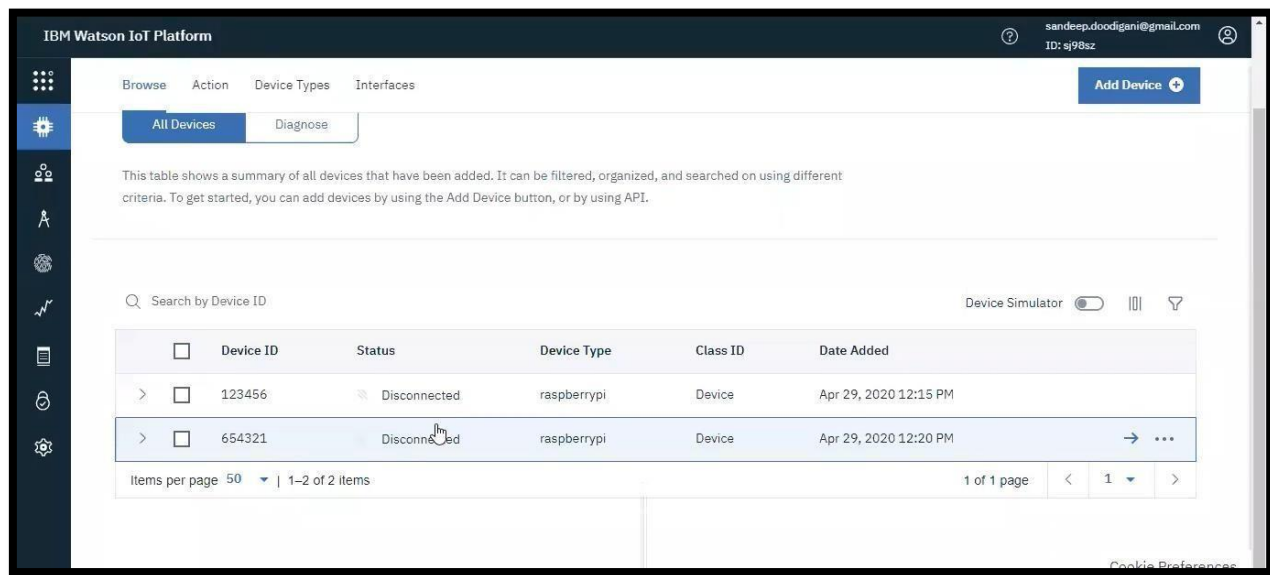 IBM Watson IoT Platform
sandeep.doodigani@gmail.com
ID: sj98sz
Browse Action Device Types Interfaces
Add Device
All Devices Diagnose
This table shows a summary of all devices that have been added. It can be filtered, organized, and searched on using different
criteria. To get started, you can add devices by using the Add Device button, or by using API.
Search by Device ID
Device Simulator
Device ID Status Device Type Class ID Date Added
123456 Disconnected raspberrypi Device Apr 29, 2020 12:15 PM
654321 Disconnected raspberrypi Device Apr 29, 2020 12:20 PM
Items per page 50 | 1–2 of 2 items
1 of 1 page 1
Cookie Preferences